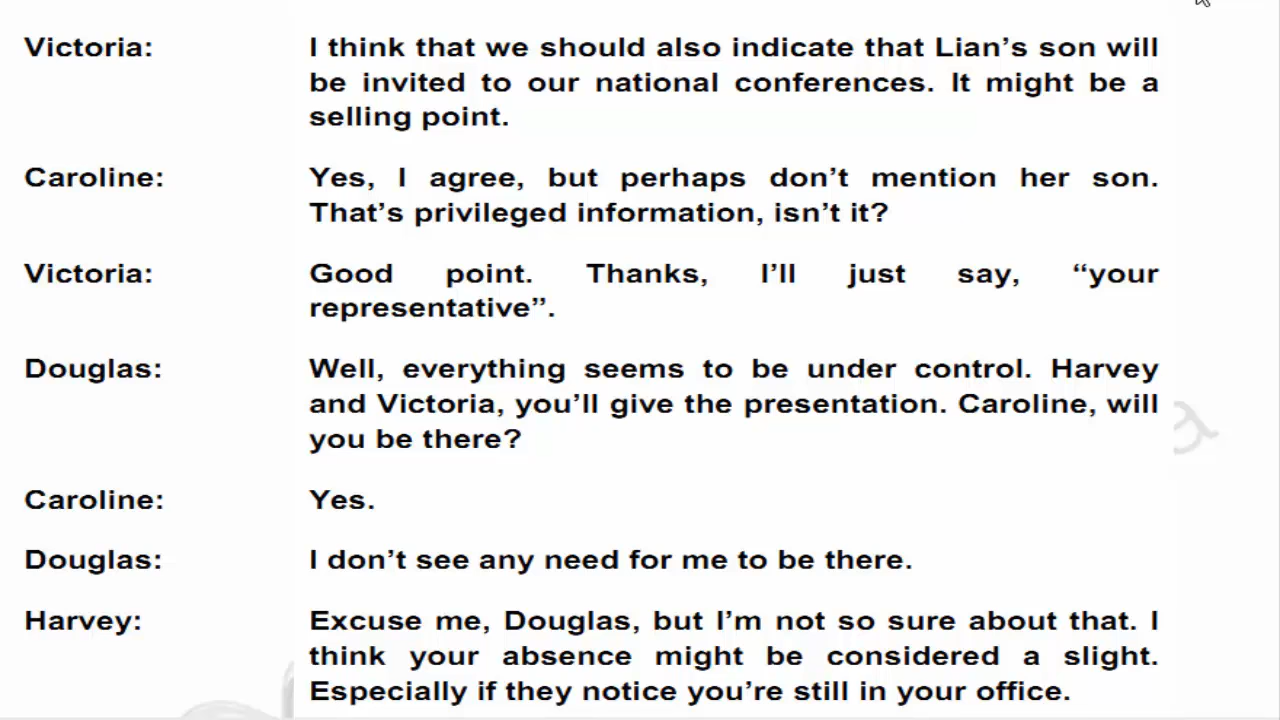 Victoria: I think that we should also indicate that Lian's son will
be invited to our national conferences. It might be a
selling point.
Caroline: Yes, I agree, but perhaps don't mention her son.
That's privileged information, isn't it?
Victoria: Good point. Thanks, I'll just say, “your
representative”.
Douglas: Well, everything seems to be under control. Harvey
and Victoria, you'll give the presentation. Caroline, will
you be there?
Caroline: Yes.
Douglas: I don't see any need for me to be there.
Harvey: Excuse me, Douglas, but I'm not so sure about that. I
think your absence might be considered a slight.
Especially if they notice you're still in your office.